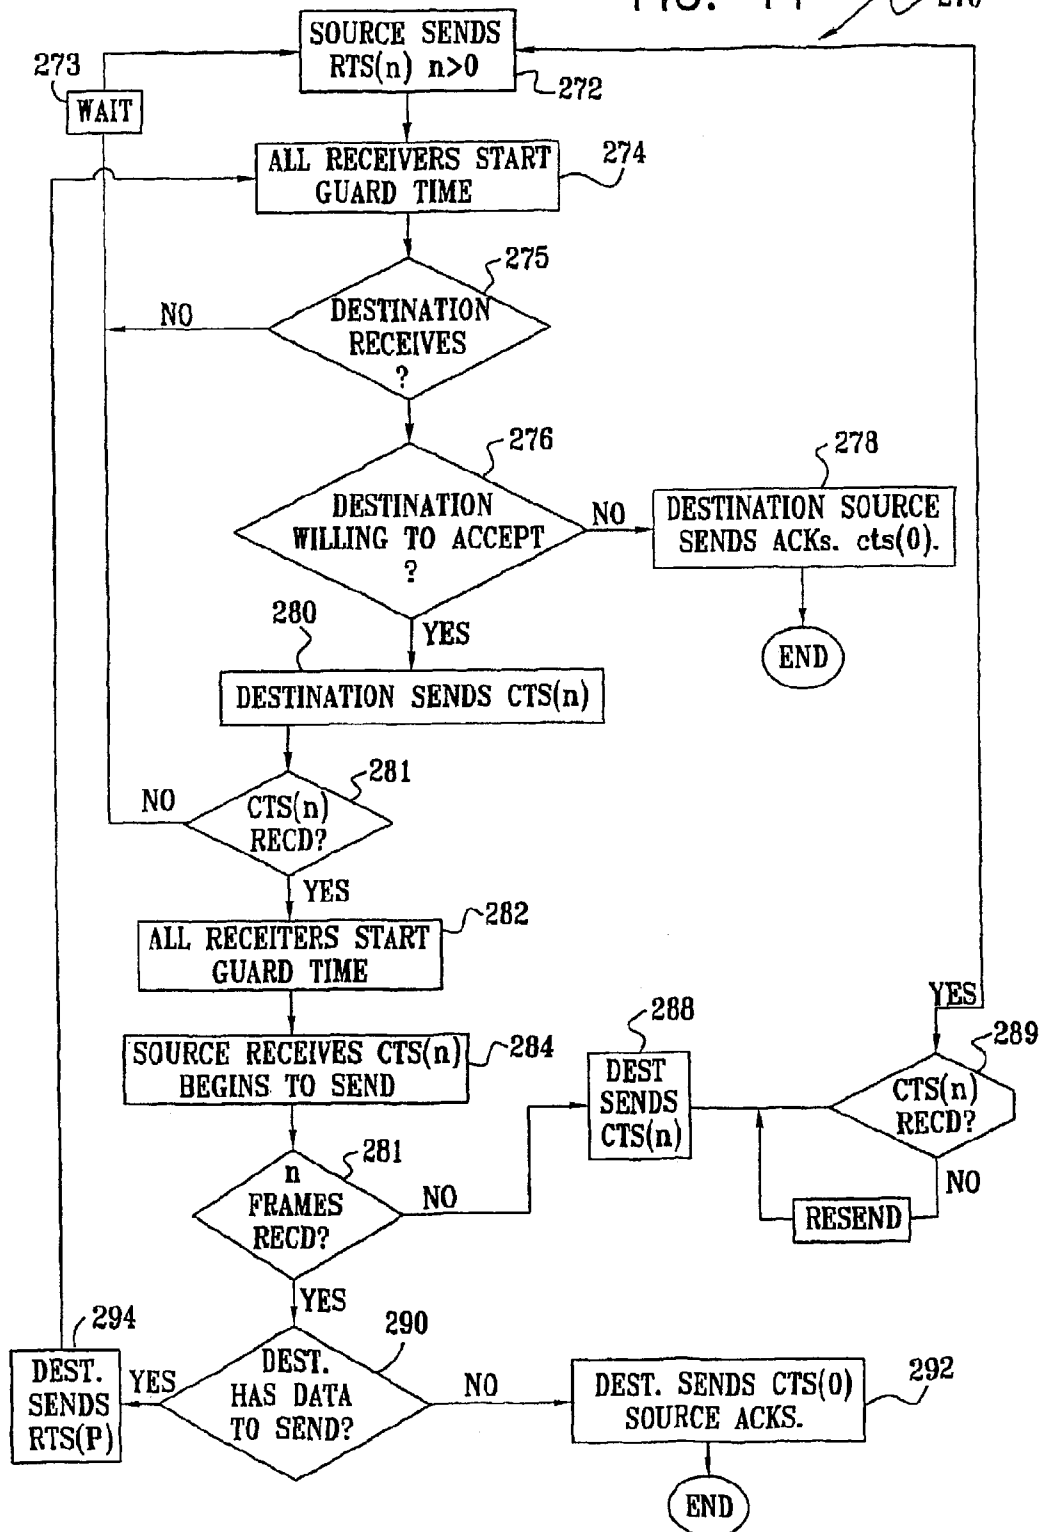 FIG.
SOURCE SENDS
RTS(n) n>0
272
273
WAIT
ALL RECEIVERS START
GUARD TIME
274
275
DESTINATION
RECEIVES
?
NO
276
DESTINATION
WILLING TO ACCEPT
?
NO
278
DESTINATION SOURCE
SENDS ACKs. cts(0).
END
YES
280
DESTINATION SENDS CTS(n)
281
CTS(n)
RECD?
NO
YES
282
ALL RECEITERS START
GUARD TIME
SOURCE RECEIVES CTS(n)
BEGINS TO SEND
284
288
DEST
SENDS
CTS(n)
YES
289
CTS(n)
RECD?
NO
RESEND
281
n
FRAMES
RECD?
NO
YES
294
DEST.
SENDS
RTS(P)
YES
290
DEST.
HAS DATA
TO SEND?
NO
DEST. SENDS CTS(0)
SOURCE ACKS.
292
END